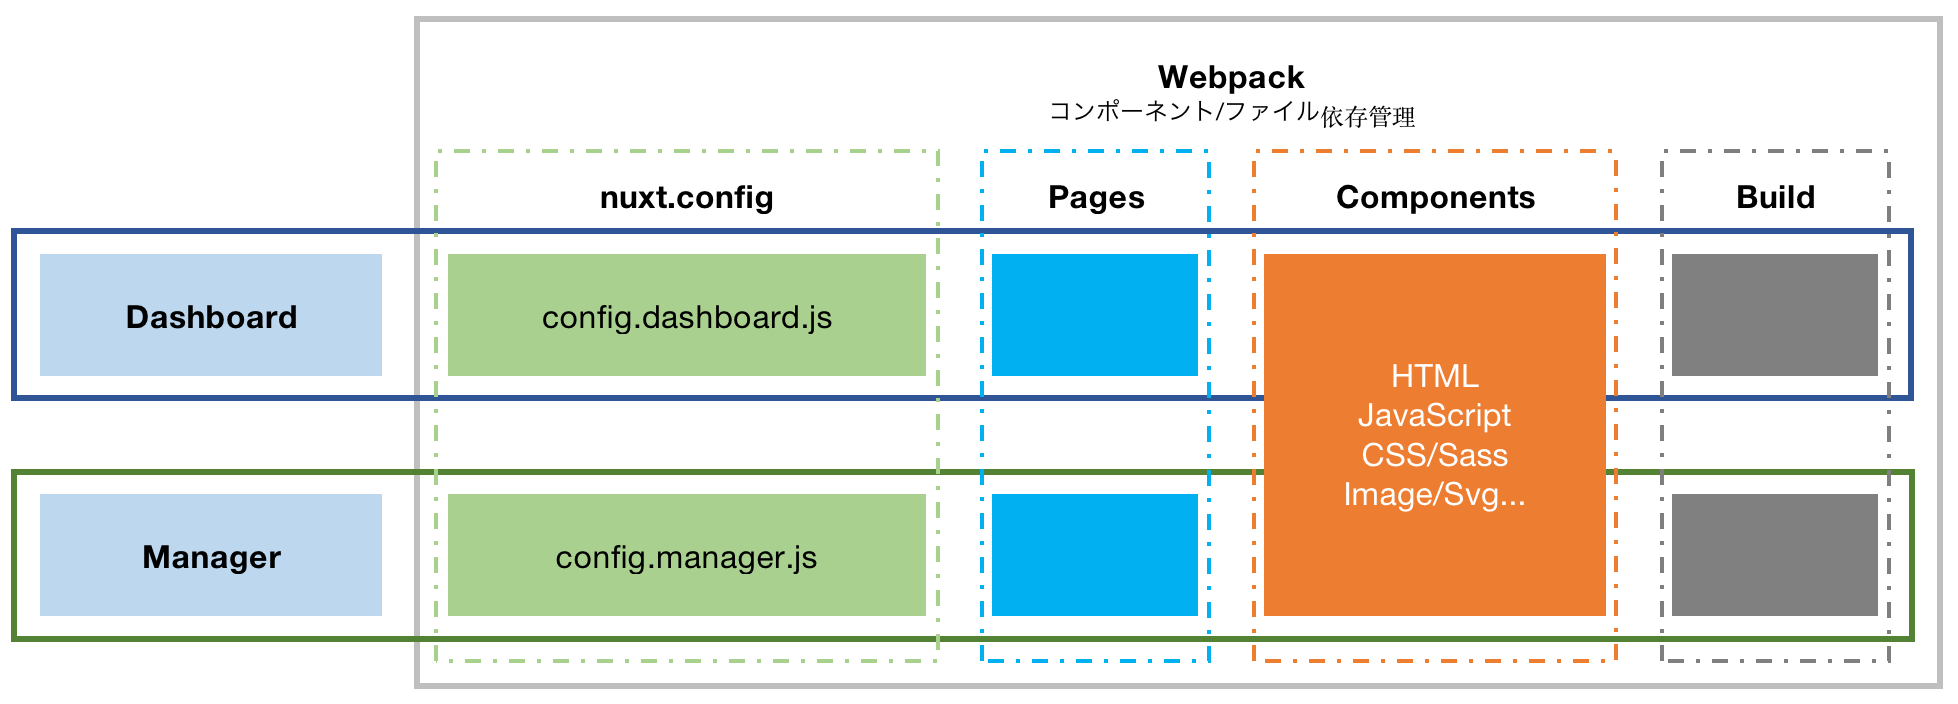 Webpack
コンポーネント/ファイル依存管理
nuxt.config
Pages
Components
Build
Dashboard
config.dashboard.js
HTML
JavaScript
CSS/Sass
Image/Svg...
Manager
config.manager.js